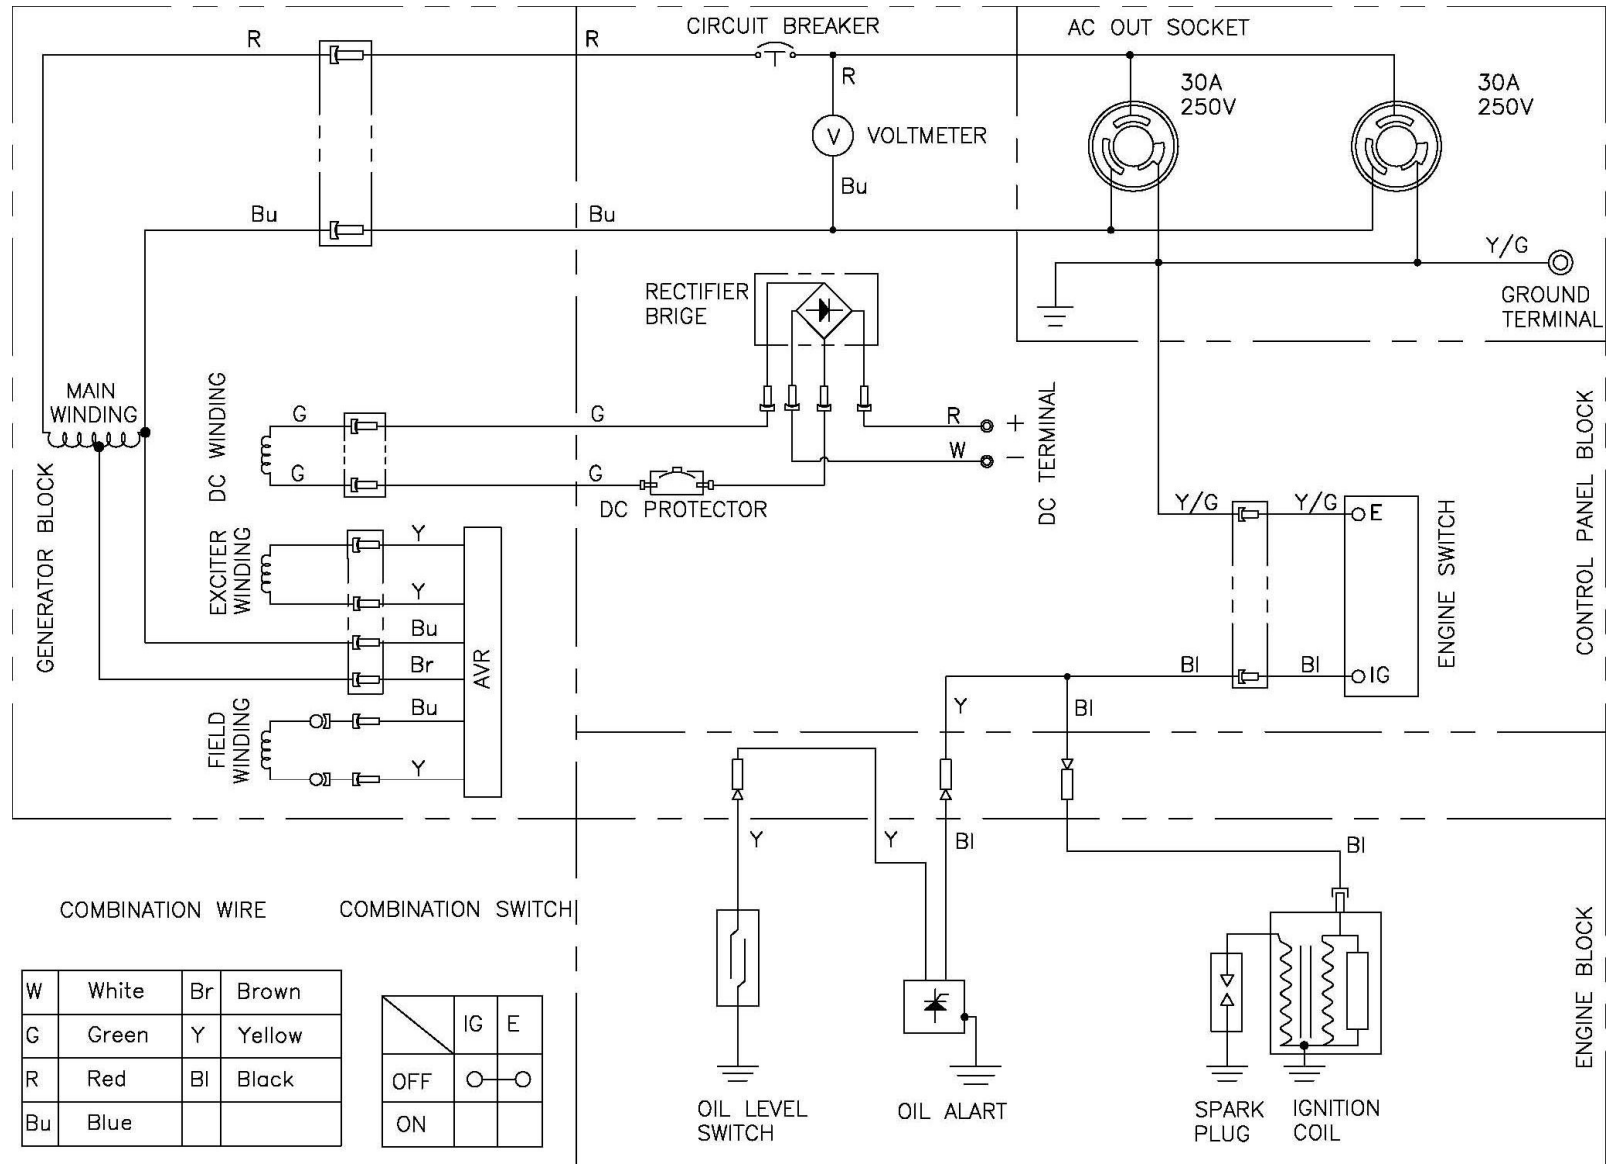 CIRCUIT BREAKER
AC OUT SOCKET
R
R
R
30A
250V
30A
250V
V
VOLTMETER
Bu
Bu
Bu
Y/G
GROUND
TERMINAL
RECTIFIER
BRIGE
MAIN
WINDING
DC WINDING
G
G
G
G
DC PROTECTOR
R
+
W
−
DC TERMINAL
GENERATOR BLOCK
EXCITER
WINDING
Y
Y
Bu
Br
Bu
Y
AVR
FIELD
WINDING
Y/G
Y/G
E
ENGINE SWITCH
CONTROL PANEL BLOCK
Bl
Bl
IG
Y
Bl
Y
Y
Bl
Bl
COMBINATION WIRE
COMBINATION SWITCH
W White Br Brown
G Green Y Yellow
R Red Bl Black
Bu Blue
IG E
OFF
ON
OIL LEVEL
SWITCH
OIL ALART
SPARK
PLUG
IGNITION
COIL
ENGINE BLOCK